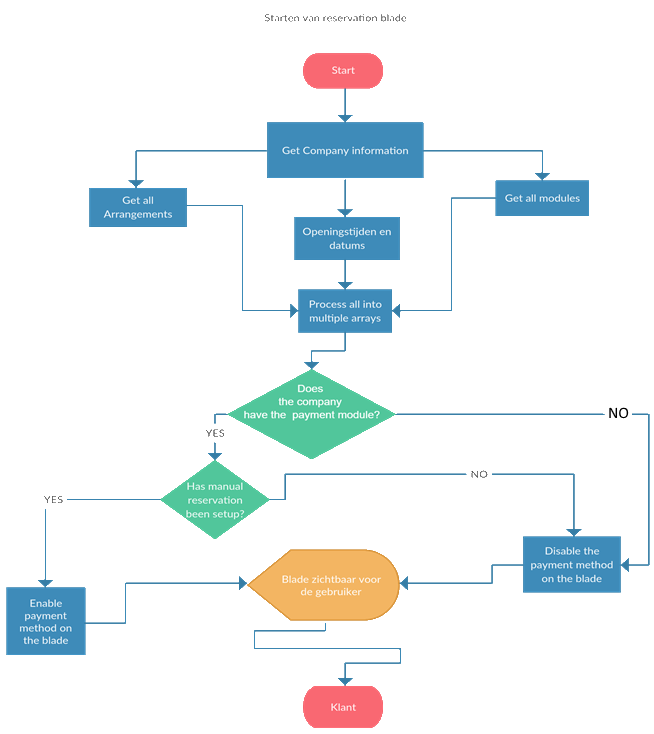 Starten van reservation blade
Start
Get Company information
Get all
Arrangements
Get all modules
Openingstijden en
datums
Process all into
multiple arrays
Does
the company
have the payment module?
NO
YES
Has manual
reservation
been setup?
NO
YES
Disable the
payment method
on the blade
Blade zichtbaar voor
de gebruiker
Enable
payment
method on
the blade
Klant